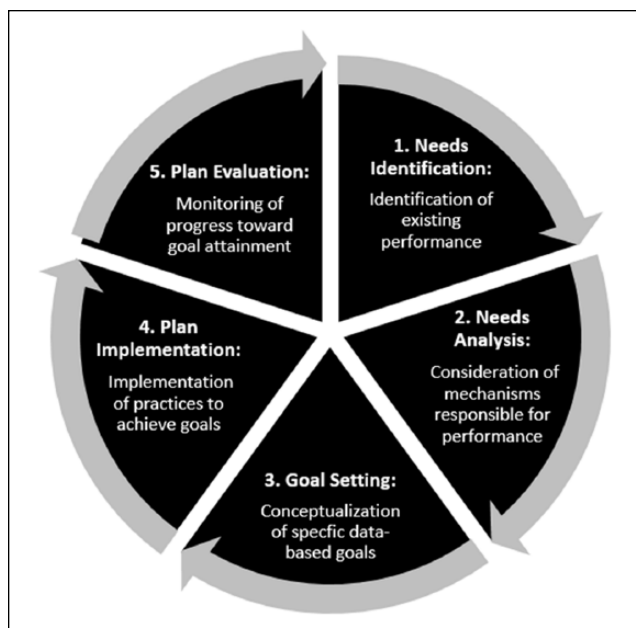 1. Needs
Identification:
Identification of
existing
performance
2. Needs
Analysis:
Consideration of
mechanisms
responsible for
performance
3. Goal Setting:
Conceptualization
of specfic data-
based goals
4. Plan
Implementation:
Implementation
of practices to
achieve goals
5. Plan Evaluation:
Monitoring of
progress toward
goal attainment